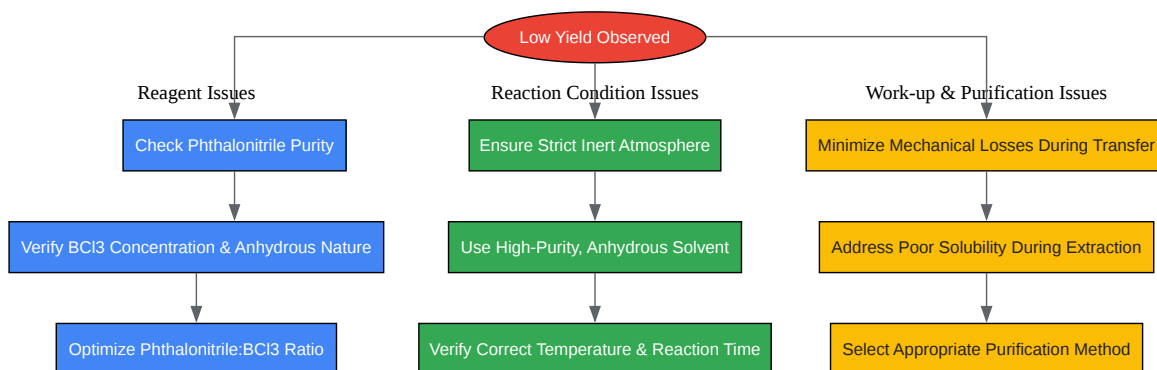 Low Yield Observed
Reagent Issues
Reaction Condition Issues
Work-up & Purification Issues
Check Phthalonitrile Purity
Ensure Strict Inert Atmosphere
Minimize Mechanical Losses During Transfer
Verify BCl3 Concentration & Anhydrous Nature
Use High-Purity, Anhydrous Solvent
Address Poor Solubility During Extraction
Optimize Phthalonitrile:BCl3 Ratio
Verify Correct Temperature & Reaction Time
Select Appropriate Purification Method